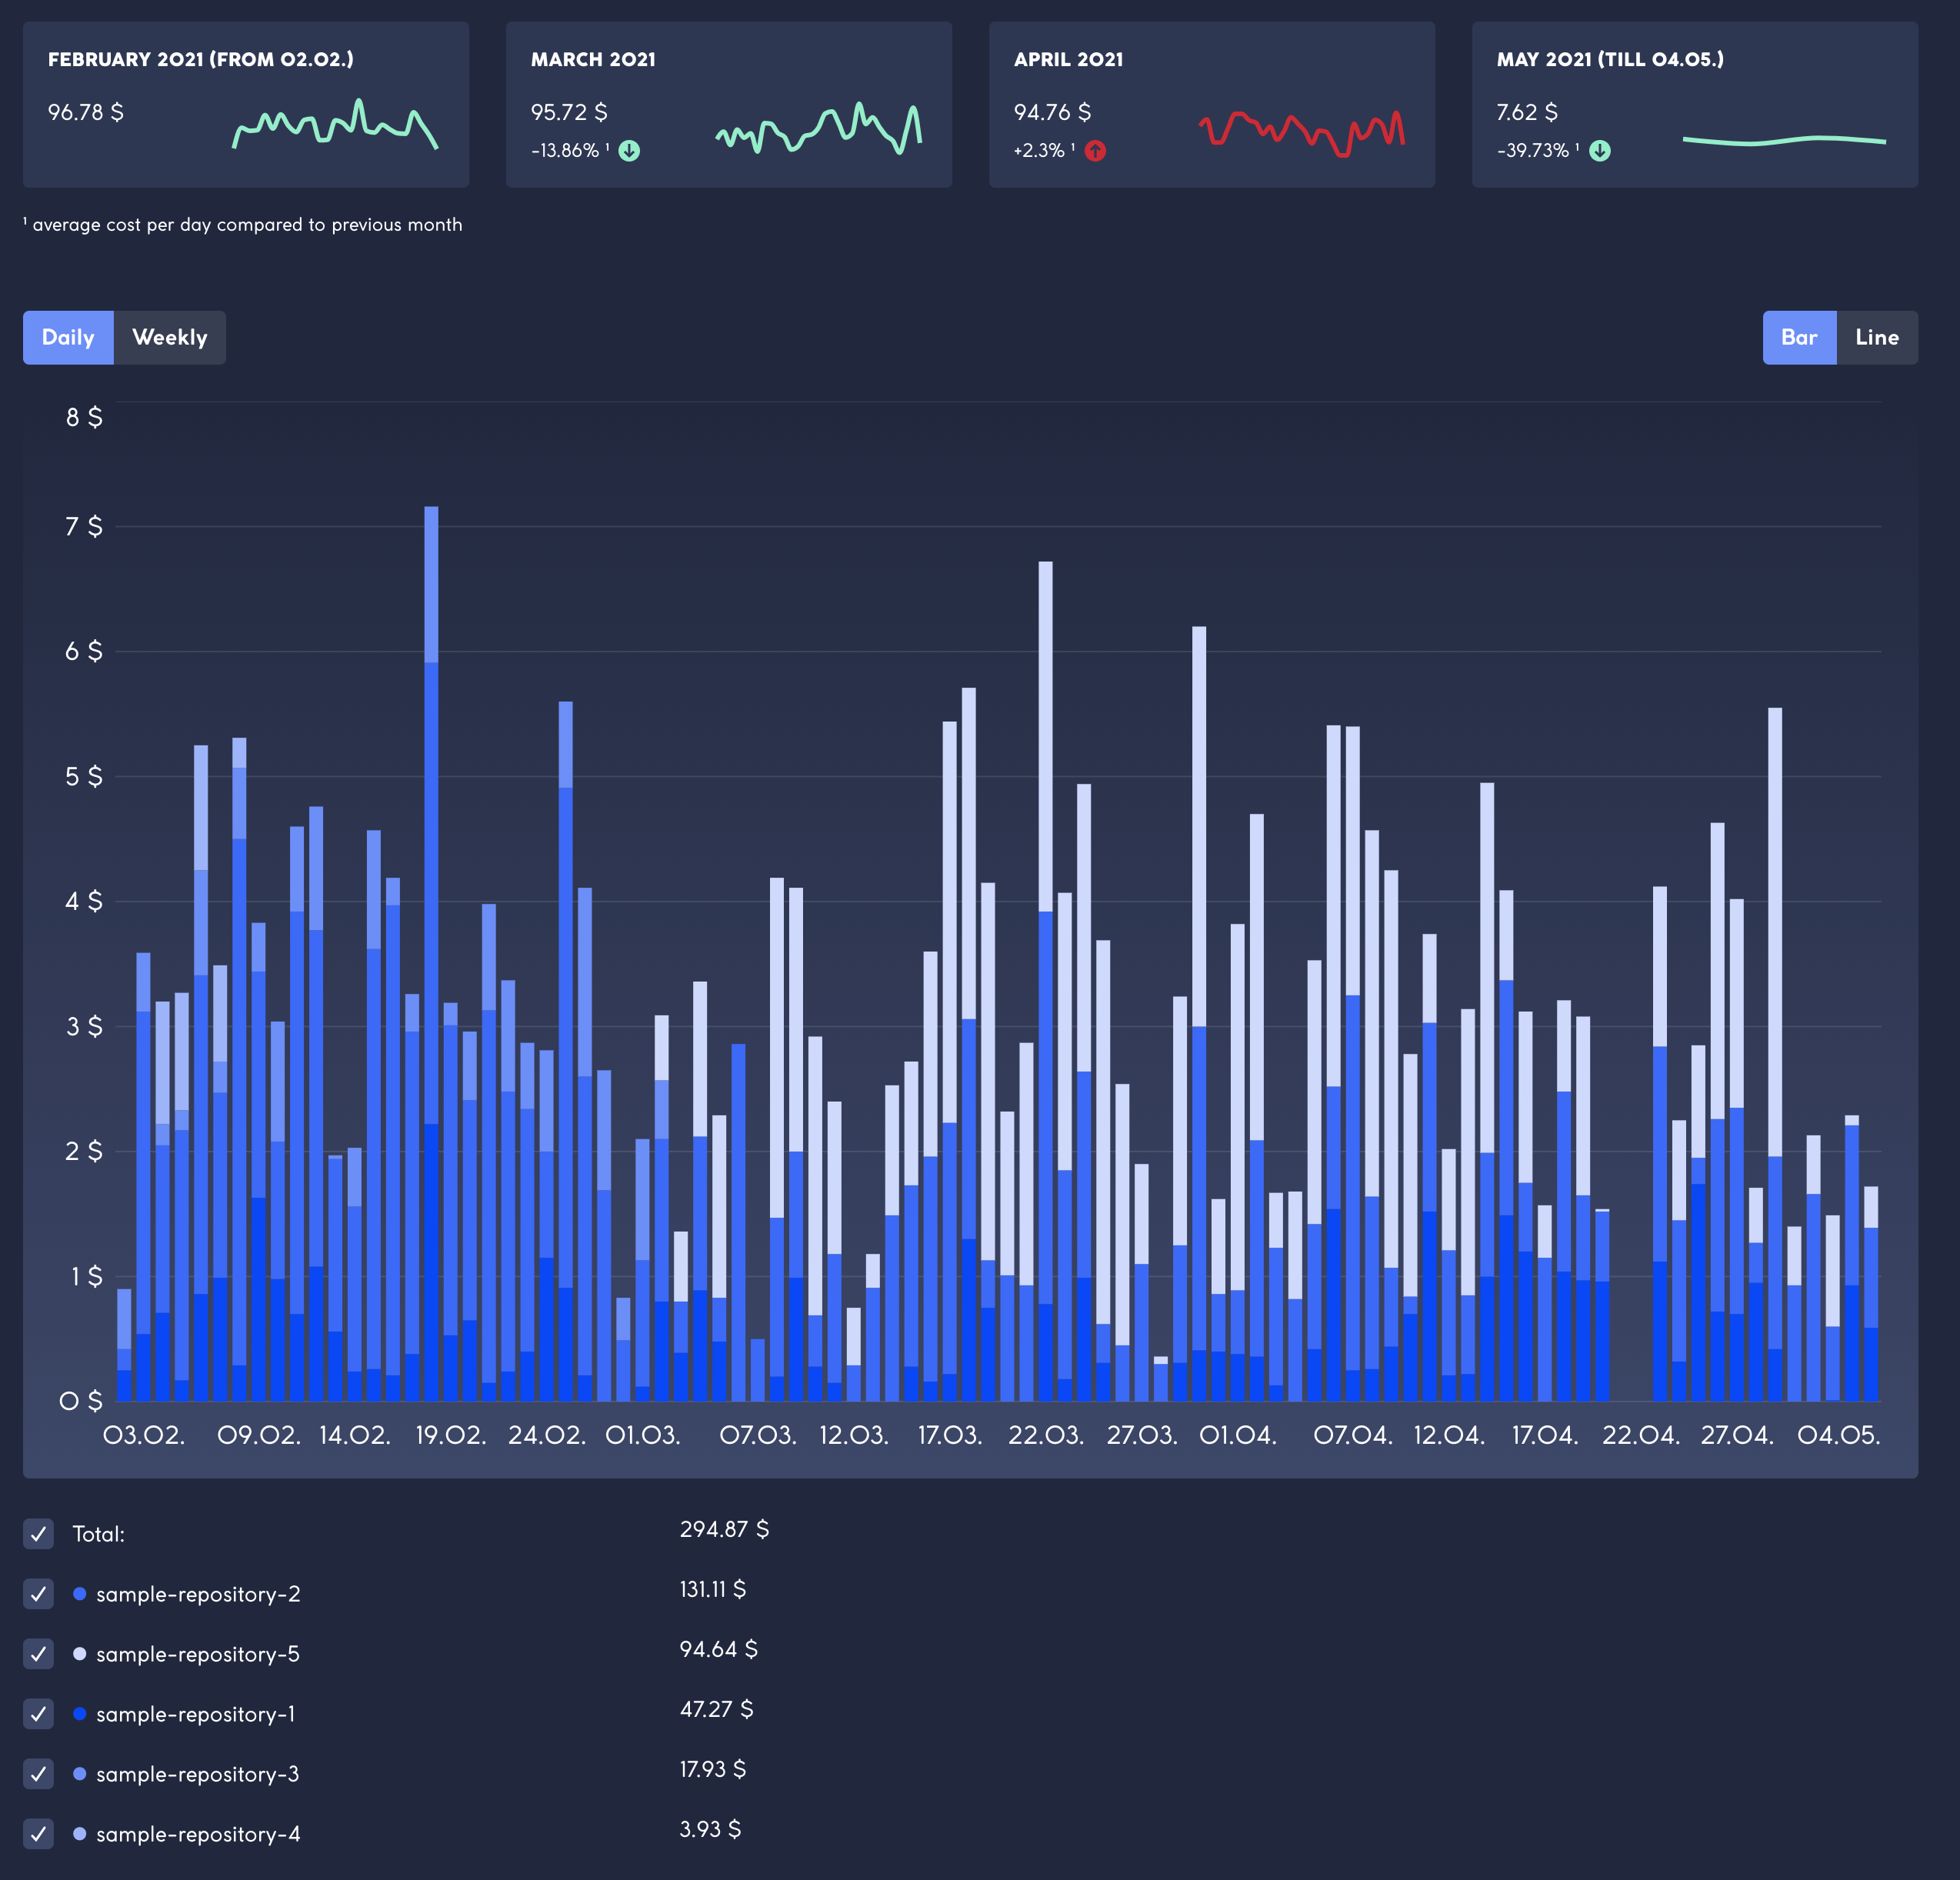 FEBRUARY 2021 (FROM 02.02.)
96.78 $
MARCH 2021
95.72 $
-13.86% ¹
APRIL 2021
94.76 $
+2.3% ¹
MAY 2021 (TILL 04.05.)
7.62 $
-39.73% ¹
¹ average cost per day compared to previous month
Daily Weekly
Bar Line
8 $
7 $
6 $
5 $
4 $
3 $
2 $
1 $
0 $
03.02. 09.02. 14.02. 19.02. 24.02. 01.03. 07.03. 12.03. 17.03. 22.03. 27.03. 01.04. 07.04. 12.04. 17.04. 22.04. 27.04. 04.05.
Total: 294.87 $
sample-repository-2 131.11 $
sample-repository-5 94.64 $
sample-repository-1 47.27 $
sample-repository-3 17.93 $
sample-repository-4 3.93 $